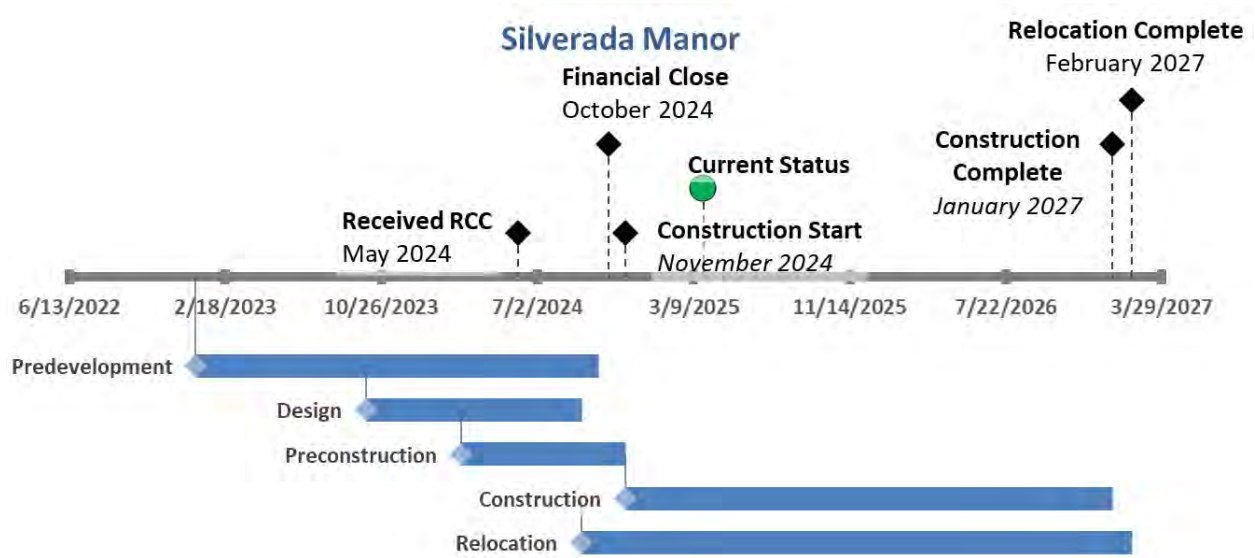 Silverada Manor
Relocation Complete
February 2027
Financial Close
October 2024
Construction
Complete
January 2027
Current Status
Received RCC
May 2024
Construction Start
November 2024
6/13/2022
2/18/2023
10/26/2023
7/2/2024
3/9/2025
11/14/2025
7/22/2026
3/29/2027
Predevelopment
Design
Preconstruction
Construction
Relocation